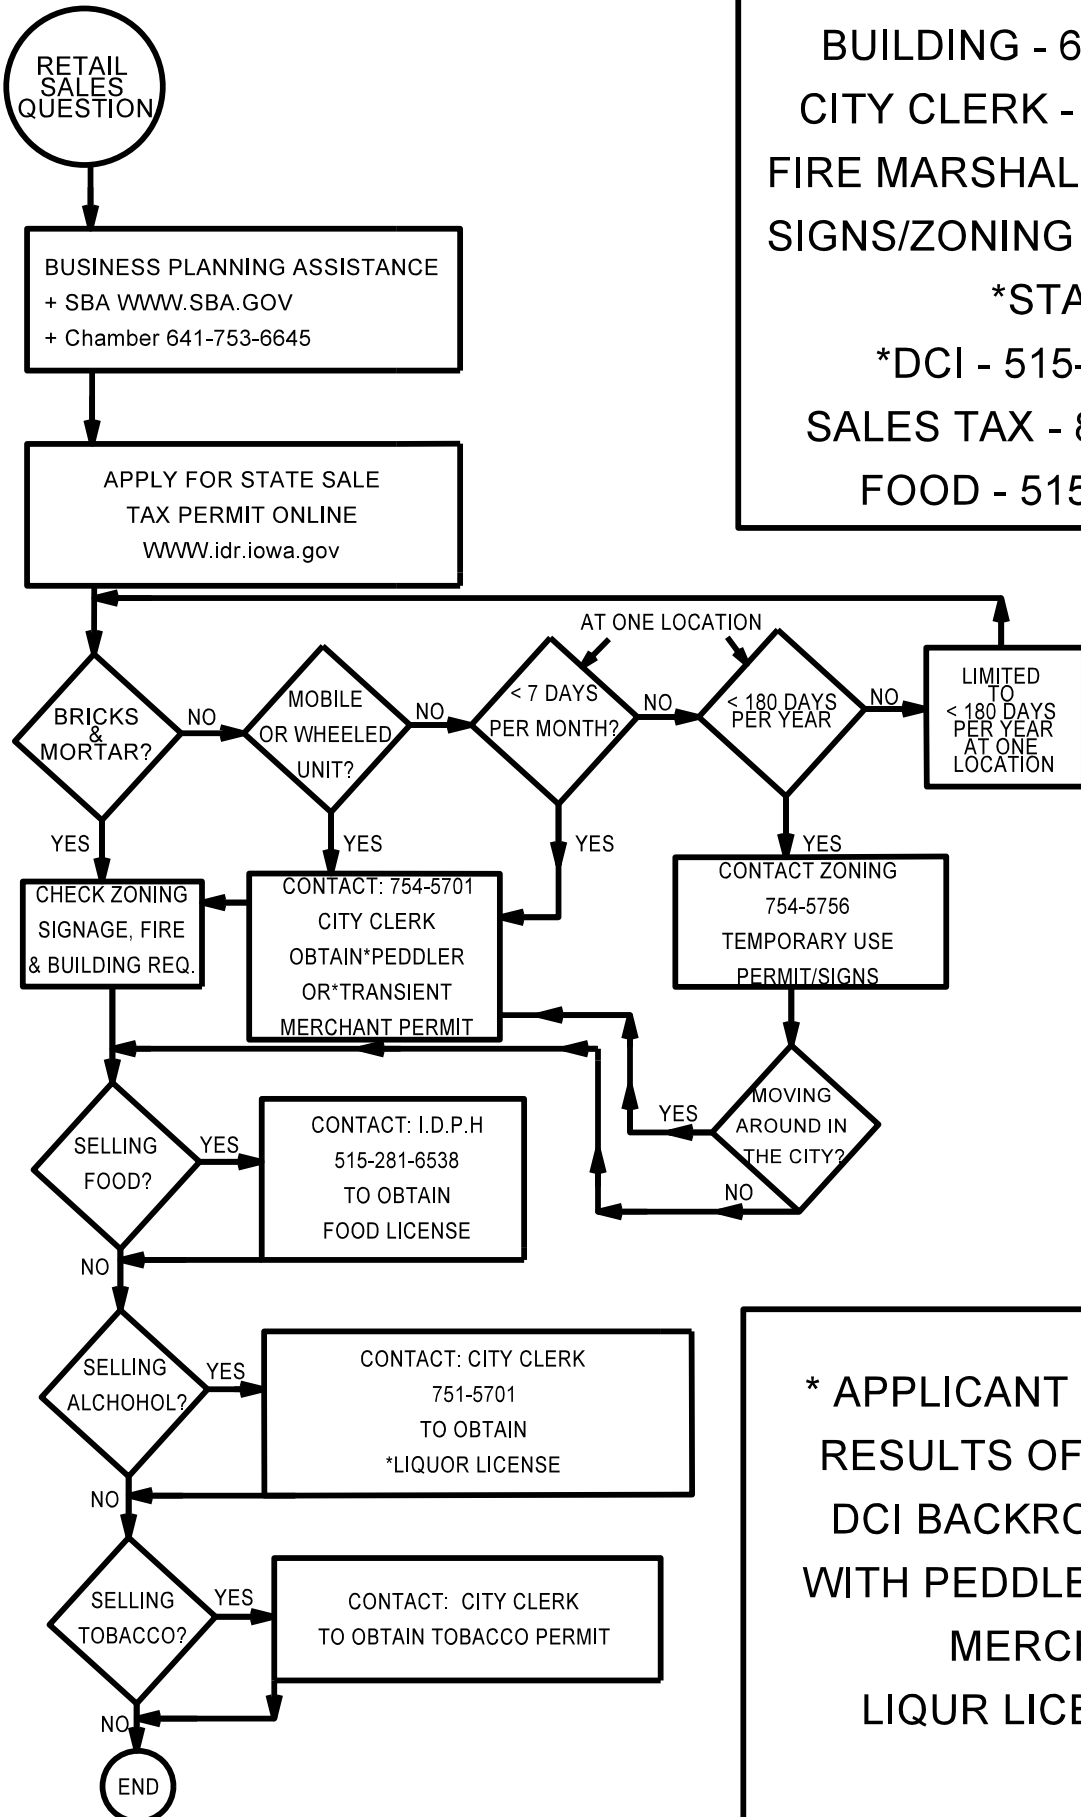 RETAIL
SALES
QUESTION
BUILDING - 6
CITY CLERK -
FIRE MARSHAL
SIGNS/ZONING
*STA
*DCI - 515-
SALES TAX - 8
FOOD - 515
BUSINESS PLANNING ASSISTANCE
+ SBA WWW.SBA.GOV
+ Chamber 641-753-6645
APPLY FOR STATE SALE
TAX PERMIT ONLINE
WWW.idr.iowa.gov
AT ONE LOCATION
BRICKS
&
MORTAR?
NO
MOBILE
OR WHEELED
UNIT?
NO
< 7 DAYS
PER MONTH?
NO
< 180 DAYS
PER YEAR
NO
LIMITED
TO
< 180 DAYS
PER YEAR
AT ONE
LOCATION
YES
YES
YES
YES
CHECK ZONING
SIGNAGE, FIRE
& BUILDING REQ.
CONTACT: 754-5701
CITY CLERK
OBTAIN*PEDDLER
OR*TRANSIENT
MERCHANT PERMIT
CONTACT ZONING
754-5756
TEMPORARY USE
PERMIT/SIGNS
MOVING
AROUND IN
THE CITY?
YES
NO
SELLING
FOOD?
YES
CONTACT: I.D.P.H
515-281-6538
TO OBTAIN
FOOD LICENSE
NO
SELLING
ALCHOHOL?
YES
CONTACT: CITY CLERK
751-5701
TO OBTAIN
*LIQUOR LICENSE
NO
SELLING
TOBACCO?
YES
CONTACT: CITY CLERK
TO OBTAIN TOBACCO PERMIT
NO
END
* APPLICANT
RESULTS OF
DCI BACKRO
WITH PEDDLE
MERC
LIQUR LICE